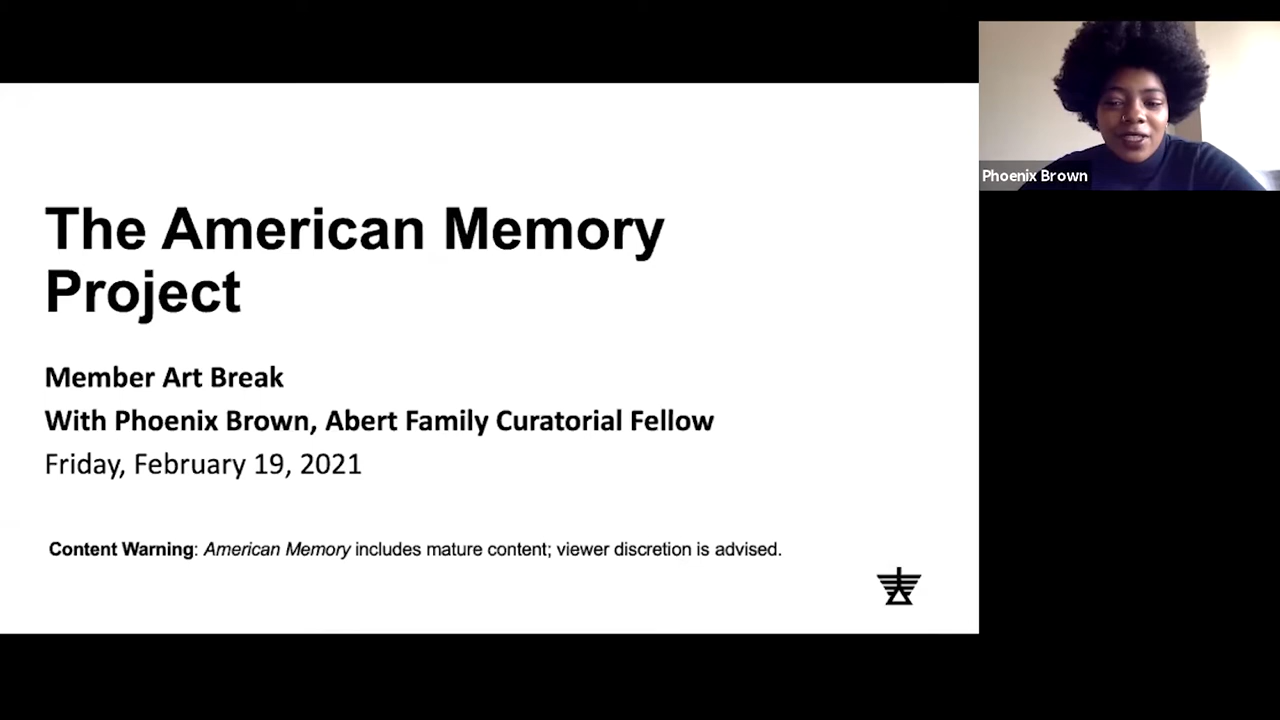 The American Memory
Project
Member Art Break
With Phoenix Brown, Abert Family Curatorial Fellow
Friday, February 19, 2021
Content Warning: American Memory includes mature content; viewer discretion is advised.
Phoenix Brown